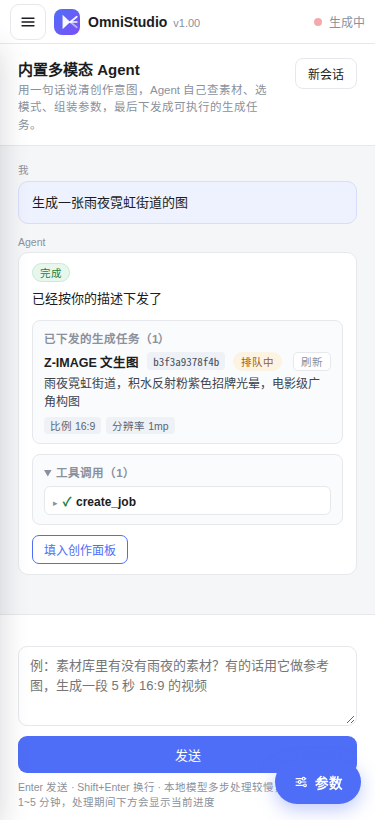 OmniStudio v1.00
生成中
内置多模态 Agent
新会话
用一句话说清创作意图，Agent 自己查素材、选
模式、组装参数，最后下发成可执行的生成任
务。
我
生成一张雨夜霓虹街道的图
Agent
完成
已经按你的描述下发了
已下发的生成任务（1）
Z-IMAGE 文生图 b3f3a9378f4b 排队中 刷新
雨夜霓虹街道，积水反射粉紫色招牌光晕，电影级广
角构图
比例 16:9 分辨率 1mp
▼ 工具调用（1）
▸ ✓ create_job
填入创作面板
例：素材库里有没有雨夜的素材？有的话用它做参考
图，生成一段 5 秒 16:9 的视频
发送
Enter 发送 · Shift+Enter 换行 · 本地模型多步处理较慢
1~5 分钟，处理期间下方会显示当前进度
参数